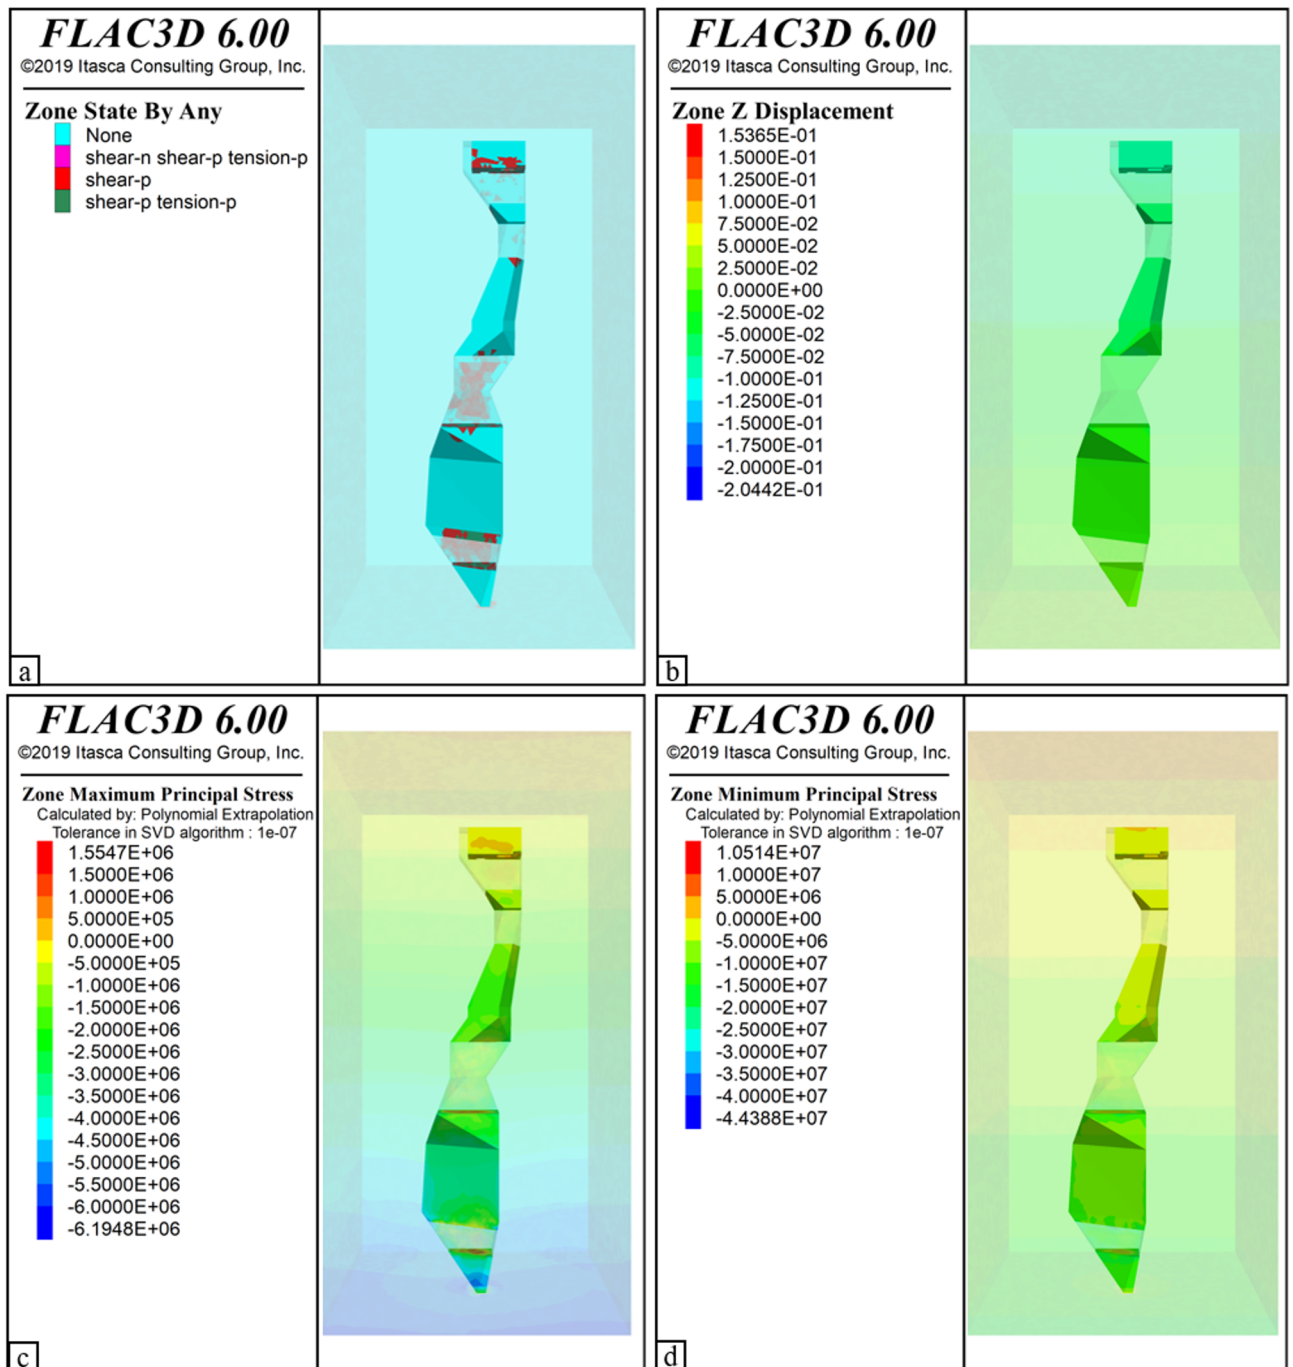 FLAC3D 6.00
©2019 Itasca Consulting Group, Inc.
Zone State By Any
None
shear-n shear-p tension-p
shear-p
shear-p tension-p
a
FLAC3D 6.00
©2019 Itasca Consulting Group, Inc.
Zone Z Displacement
1.5365E-01
1.5000E-01
1.2500E-01
1.0000E-01
7.5000E-02
5.0000E-02
2.5000E-02
0.0000E+00
-2.5000E-02
-5.0000E-02
-7.5000E-02
-1.0000E-01
-1.2500E-01
-1.5000E-01
-1.7500E-01
-2.0000E-01
-2.0442E-01
b
FLAC3D 6.00
©2019 Itasca Consulting Group, Inc.
Zone Maximum Principal Stress
Calculated by: Polynomial Extrapolation
Tolerance in SVD algorithm : 1e-07
1.5547E+06
1.5000E+06
1.0000E+06
5.0000E+05
0.0000E+00
-5.0000E+05
-1.0000E+06
-1.5000E+06
-2.0000E+06
-2.5000E+06
-3.0000E+06
-3.5000E+06
-4.0000E+06
-4.5000E+06
-5.0000E+06
-5.5000E+06
-6.0000E+06
-6.1948E+06
c
FLAC3D 6.00
©2019 Itasca Consulting Group, Inc.
Zone Minimum Principal Stress
Calculated by: Polynomial Extrapolation
Tolerance in SVD algorithm : 1e-07
1.0514E+07
1.0000E+07
5.0000E+06
0.0000E+00
-5.0000E+06
-1.0000E+07
-1.5000E+07
-2.0000E+07
-2.5000E+07
-3.0000E+07
-3.5000E+07
-4.0000E+07
-4.4388E+07
d